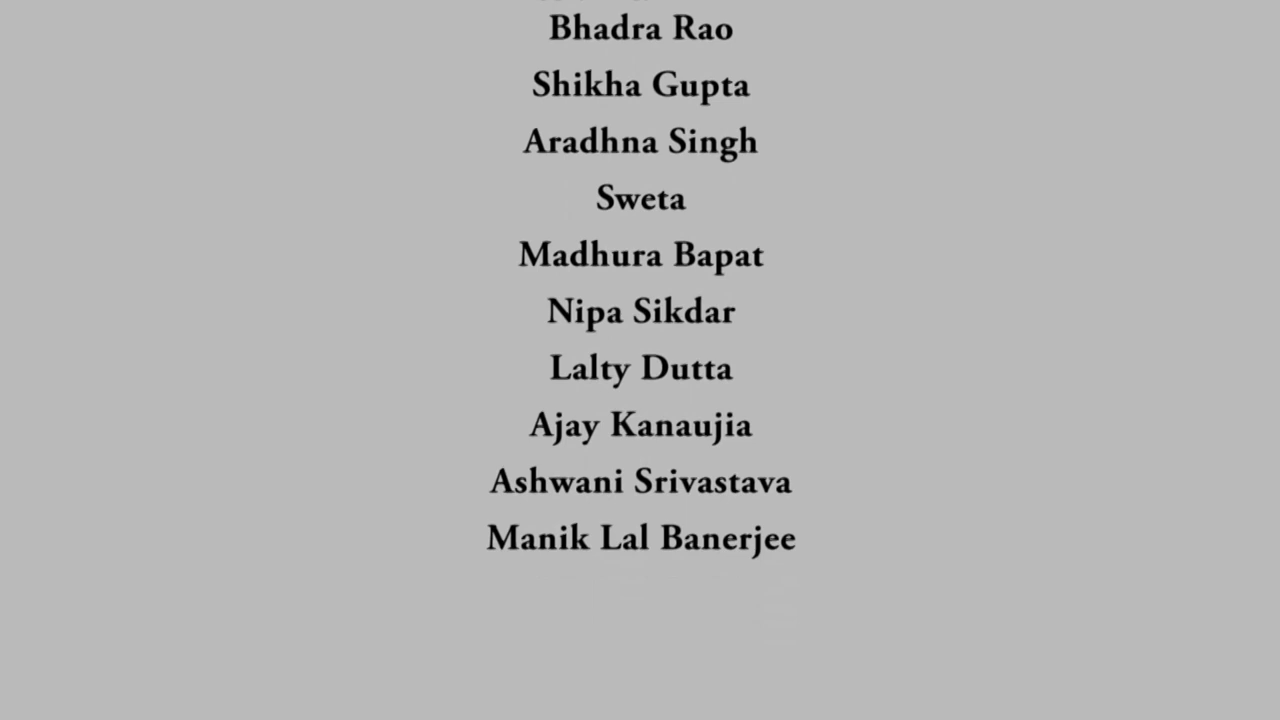 Bhadra Rao
Shikha Gupta
Aradhna Singh
Sweta
Madhura Bapat
Nipa Sikdar
Lalty Dutta
Ajay Kanaujia
Ashwani Srivastava
Manik Lal Banerjee